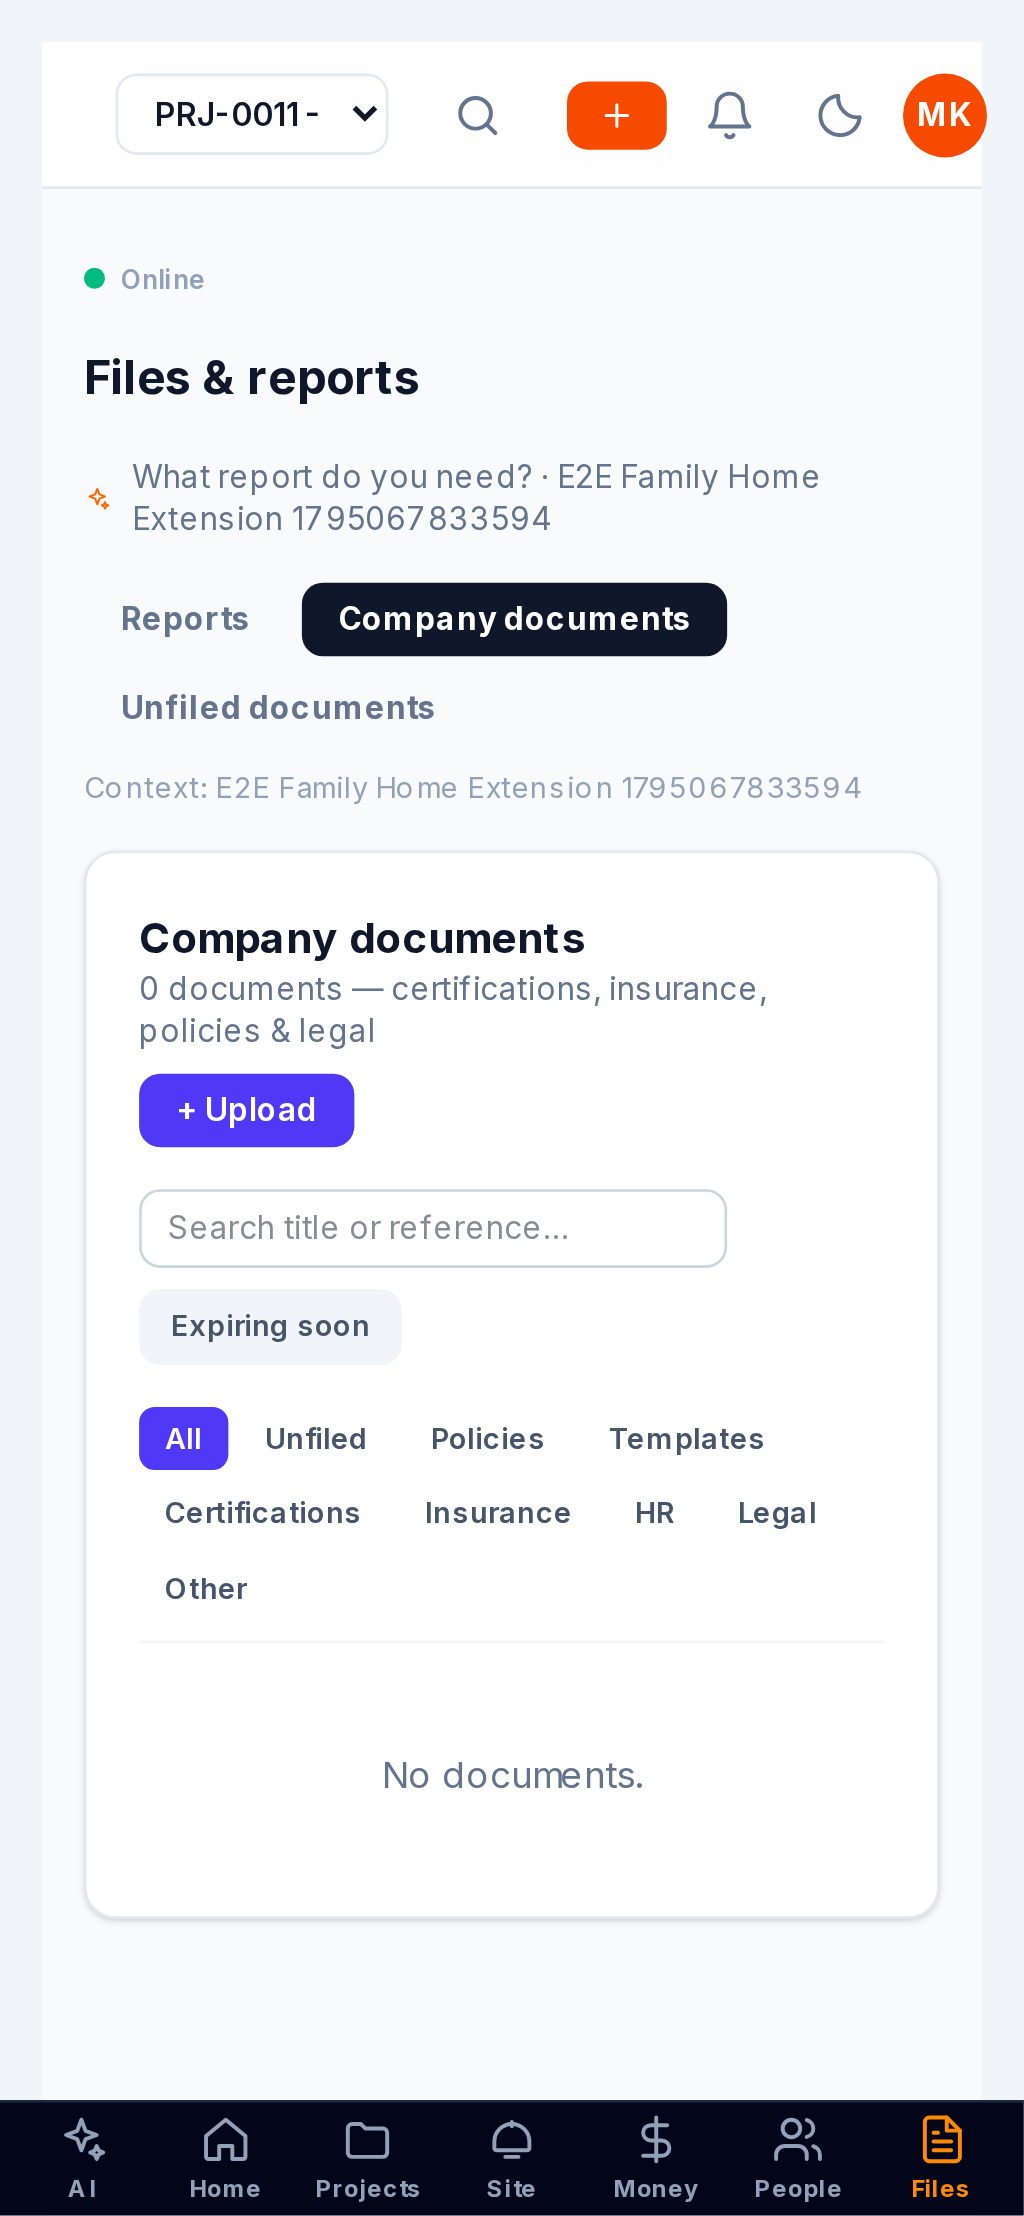 PRJ-0011 -
MK
Online
Files & reports
What report do you need? · E2E Family Home
Extension 1795067833594
Reports
Company documents
Unfiled documents
Context: E2E Family Home Extension 1795067833594
Company documents
0 documents — certifications, insurance,
policies & legal
+ Upload
Search title or reference...
Expiring soon
All Unfiled Policies Templates
Certifications Insurance HR Legal
Other
No documents.
AI Home Projects Site Money People Files